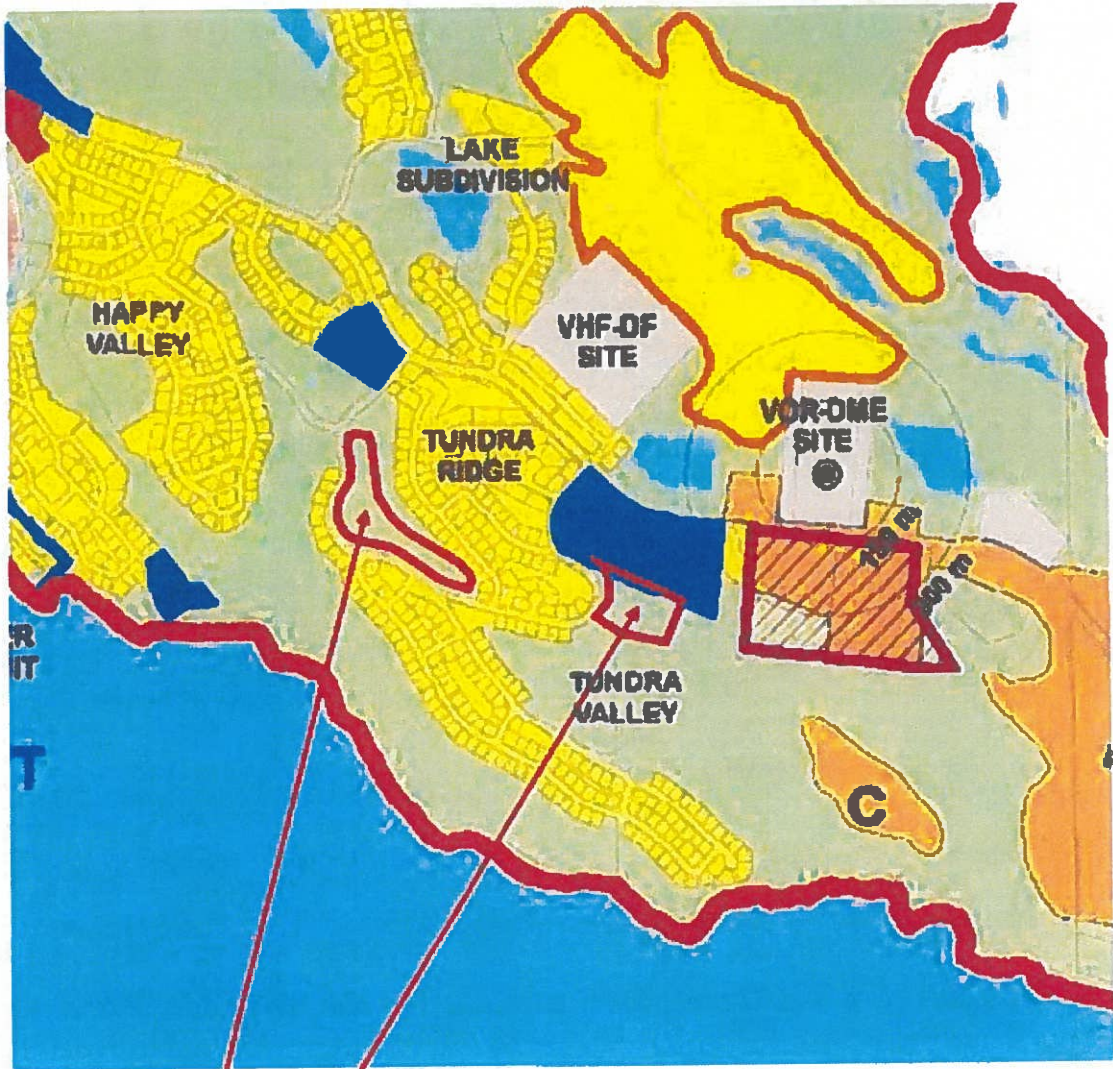 LAKE
SUBDIVISION
HAPPY
VALLEY
VHF-DF
SITE
TUNDRA
RIDGE
VOR-DME
SITE
TUNDRA
VALLEY
C
T